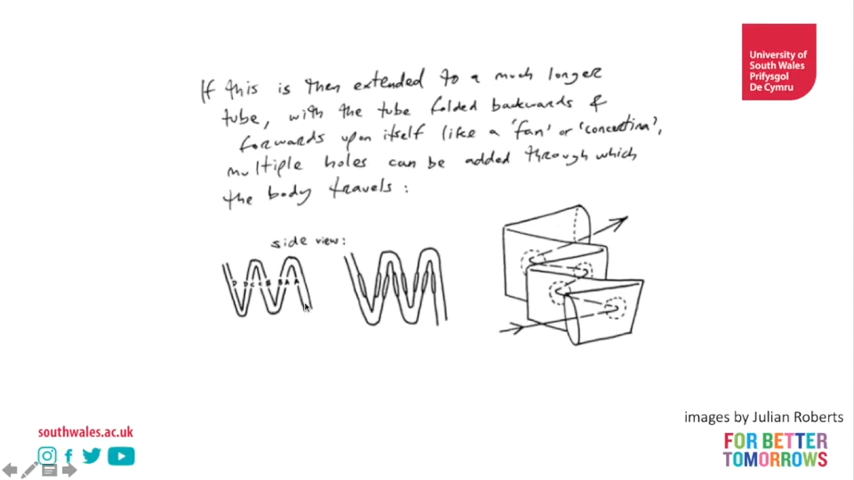 University of
South Wales
Prifysgol
De Cymru
If this is then extended to a much longer
tube, with the tube folded backwards &
forwards upon itself like a 'fan' or 'concertina',
multiple holes can be added through which
the body travels:
side view:
images by Julian Roberts
southwales.ac.uk
FOR BETTER
TOMORROWS